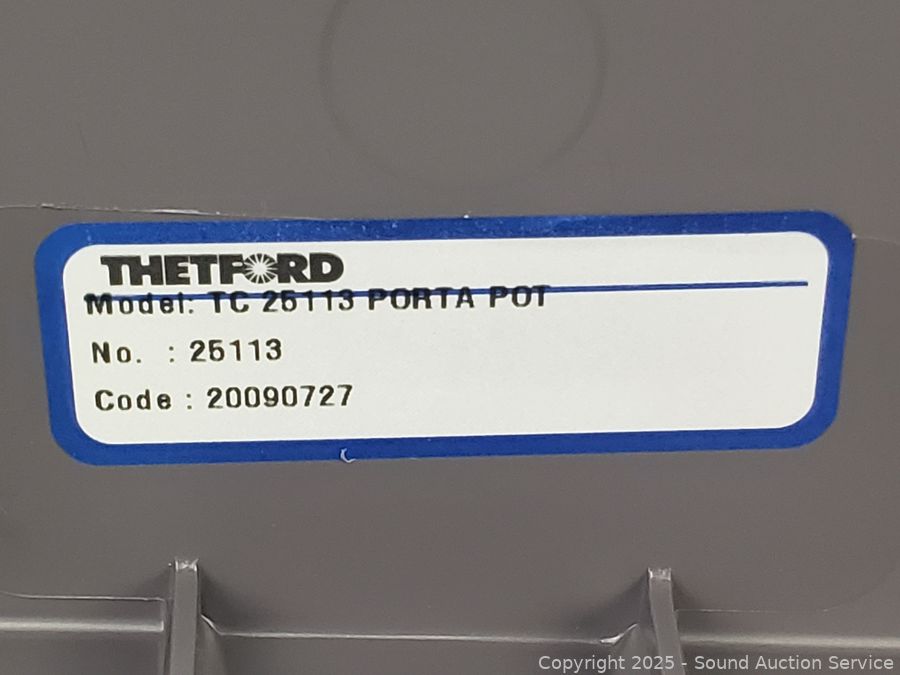 THETFORD
Model: TC 25113 PORTA POT
No. : 25113
Code : 20090727
Copyright 2025 - Sound Auction Service